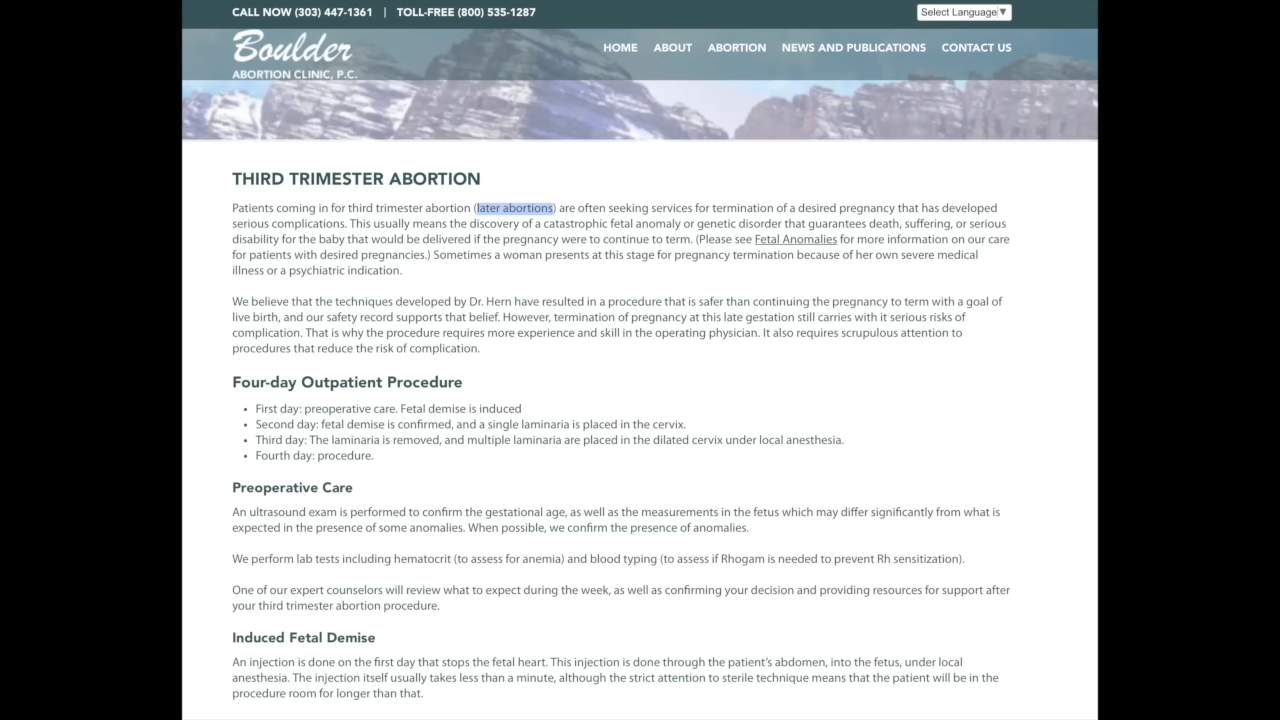 CALL NOW (303) 447-1361 | TOLL-FREE (800) 535-1287
Select Language ▼
Boulder
ABORTION CLINIC, P.C.
HOME ABOUT ABORTION NEWS AND PUBLICATIONS CONTACT US
THIRD TRIMESTER ABORTION
Patients coming in for third trimester abortion (later abortions) are often seeking services for termination of a desired pregnancy that has developed
serious complications. This usually means the discovery of a catastrophic fetal anomaly or genetic disorder that guarantees death, suffering, or serious
disability for the baby that would be delivered if the pregnancy were to continue to term. (Please see Fetal Anomalies for more information on our care
for patients with desired pregnancies.) Sometimes a woman presents at this stage for pregnancy termination because of her own severe medical
illness or a psychiatric indication.
We believe that the techniques developed by Dr. Hern have resulted in a procedure that is safer than continuing the pregnancy to term with a goal of
live birth, and our safety record supports that belief. However, termination of pregnancy at this late gestation still carries with it serious risks of
complication. That is why the procedure requires more experience and skill in the operating physician. It also requires scrupulous attention to
procedures that reduce the risk of complication.
Four-day Outpatient Procedure
• First day: preoperative care. Fetal demise is induced
• Second day: fetal demise is confirmed, and a single laminaria is placed in the cervix.
• Third day: The laminaria is removed, and multiple laminaria are placed in the dilated cervix under local anesthesia.
• Fourth day: procedure.
Preoperative Care
An ultrasound exam is performed to confirm the gestational age, as well as the measurements in the fetus which may differ significantly from what is
expected in the presence of some anomalies. When possible, we confirm the presence of anomalies.
We perform lab tests including hematocrit (to assess for anemia) and blood typing (to assess if Rhogam is needed to prevent Rh sensitization).
One of our expert counselors will review what to expect during the week, as well as confirming your decision and providing resources for support after
your third trimester abortion procedure.
Induced Fetal Demise
An injection is done on the first day that stops the fetal heart. This injection is done through the patient's abdomen, into the fetus, under local
anesthesia. The injection itself usually takes less than a minute, although the strict attention to sterile technique means that the patient will be in the
procedure room for longer than that.